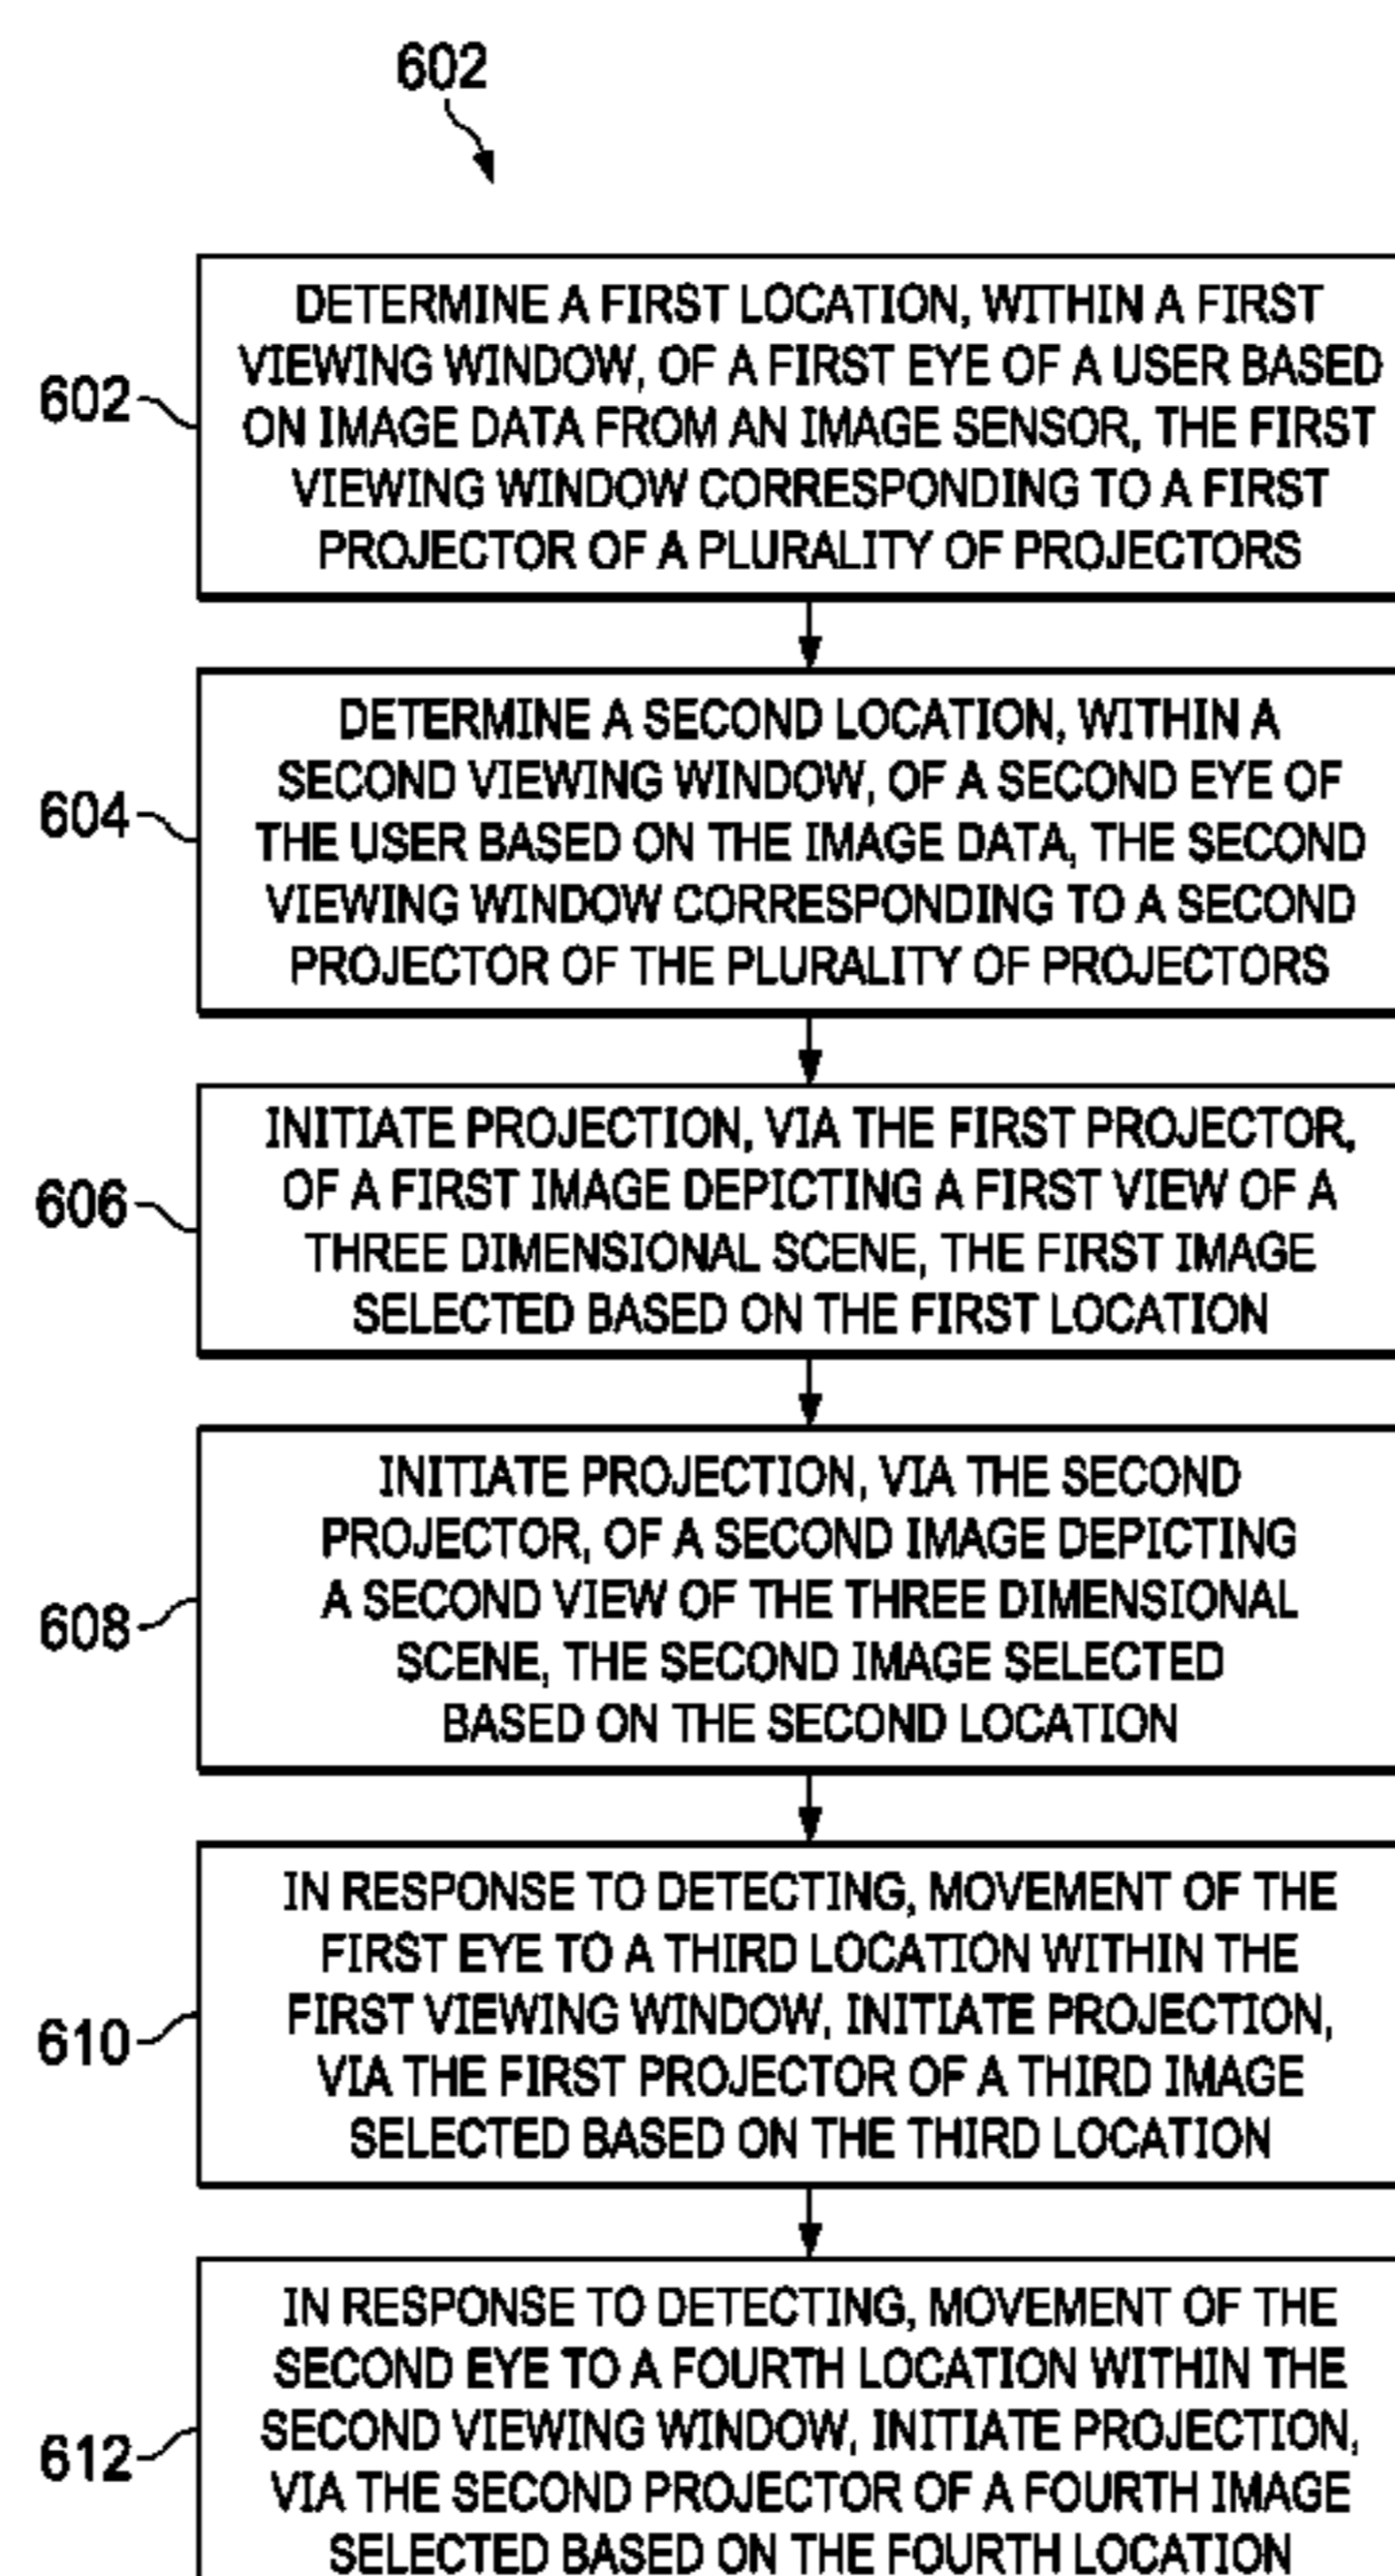 602
602
DETERMINE A FIRST LOCATION, WITHIN A FIRST
VIEWING WINDOW, OF A FIRST EYE OF A USER BASED
ON IMAGE DATA FROM AN IMAGE SENSOR, THE FIRST
VIEWING WINDOW CORRESPONDING TO A FIRST
PROJECTOR OF A PLURALITY OF PROJECTORS
604
DETERMINE A SECOND LOCATION, WITHIN A
SECOND VIEWING WINDOW, OF A SECOND EYE OF
THE USER BASED ON THE IMAGE DATA, THE SECOND
VIEWING WINDOW CORRESPONDING TO A SECOND
PROJECTOR OF THE PLURALITY OF PROJECTORS
606
INITIATE PROJECTION, VIA THE FIRST PROJECTOR,
OF A FIRST IMAGE DEPICTING A FIRST VIEW OF A
THREE DIMENSIONAL SCENE, THE FIRST IMAGE
SELECTED BASED ON THE FIRST LOCATION
608
INITIATE PROJECTION, VIA THE SECOND
PROJECTOR, OF A SECOND IMAGE DEPICTING
A SECOND VIEW OF THE THREE DIMENSIONAL
SCENE, THE SECOND IMAGE SELECTED
BASED ON THE SECOND LOCATION
610
IN RESPONSE TO DETECTING, MOVEMENT OF THE
FIRST EYE TO A THIRD LOCATION WITHIN THE
FIRST VIEWING WINDOW, INITIATE PROJECTION,
VIA THE FIRST PROJECTOR OF A THIRD IMAGE
SELECTED BASED ON THE THIRD LOCATION
612
IN RESPONSE TO DETECTING, MOVEMENT OF THE
SECOND EYE TO A FOURTH LOCATION WITHIN THE
SECOND VIEWING WINDOW, INITIATE PROJECTION,
VIA THE SECOND PROJECTOR OF A FOURTH IMAGE
SELECTED BASED ON THE FOURTH LOCATION